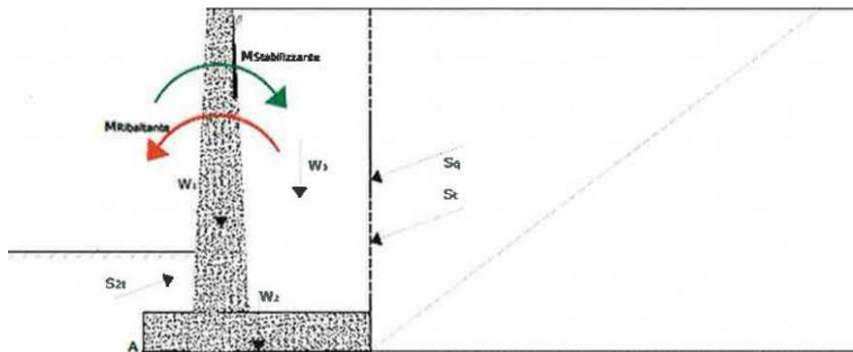 MStabilizzante
MRibaltante
W1
W3
Sq
St
S2t
W2
A